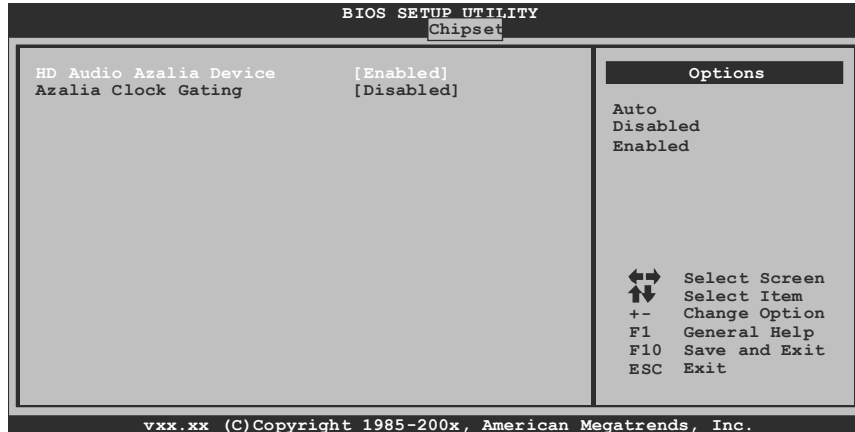 BIOS SETUP UTILITY
Chipset
HD Audio Azalia Device [Enabled]
Azalia Clock Gating [Disabled]
Options
Auto
Disabled
Enabled
Select Screen
Select Item
+- Change Option
F1 General Help
F10 Save and Exit
ESC Exit
vxx.xx (C)Copyright 1985-200x, American Megatrends, Inc.